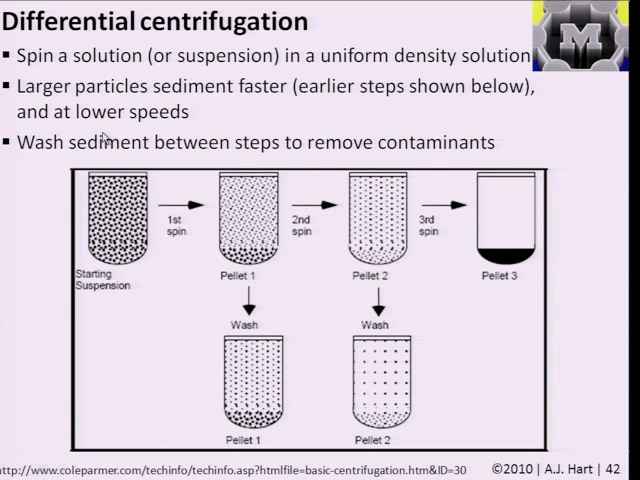 Differential centrifugation
▪ Spin a solution (or suspension) in a uniform density solution
▪ Larger particles sediment faster (earlier steps shown below),
and at lower speeds
▪ Wash sediment between steps to remove contaminants
M
1st
spin
2nd
spin
3rd
spin
Starting
Suspension
Pellet 1
Pellet 2
Pellet 3
Wash
Wash
Pellet 1
Pellet 2
http://www.coleparmer.com/techinfo/techinfo.asp?htmlfile=basic-centrifugation.htm&ID=30
©2010 | A.J. Hart | 42